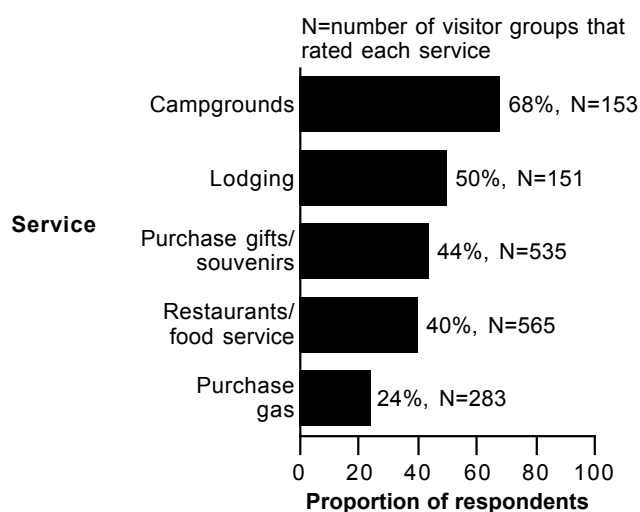 N=number of visitor groups that
rated each service
Campgrounds
68%, N=153
Lodging
50%, N=151
Service
Purchase gifts/
souvenirs
44%, N=535
Restaurants/
food service
40%, N=565
Purchase
gas
24%, N=283
0 20 40 60 80 100
Proportion of respondents